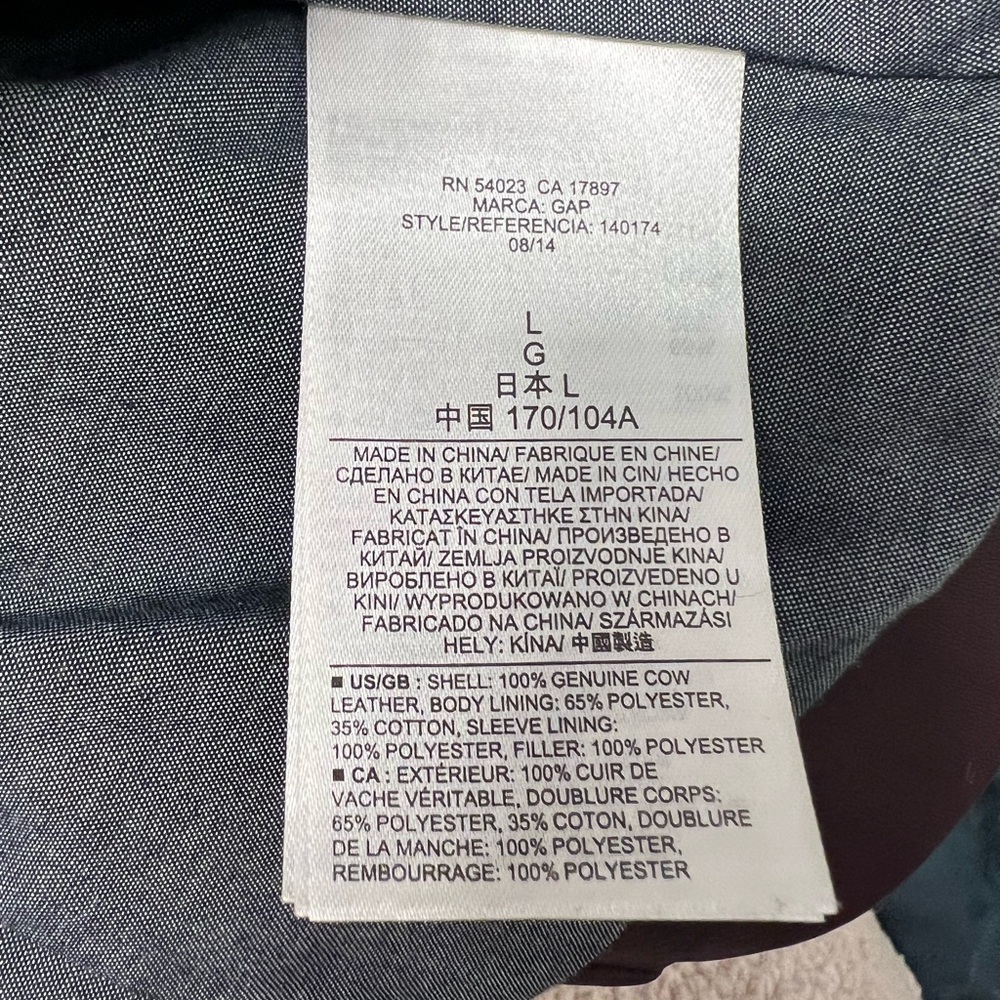 RN 54023 CA 17897
MARCA: GAP
STYLE/REFERENCIA: 140174
08/14
L
G
日本 L
中国 170/104A
MADE IN CHINA/ FABRIQUE EN CHINE/
СДЕЛАНО В КИТАЕ/ MADE IN CIN/ HECHO
EN CHINA CON TELA IMPORTADA/
ΚΑΤΑΣΚΕΥΑΣΤΗΚΕ ΣΤΗΝ ΚΙΝΑ/
FABRICAT ÎN CHINA/ ПРОИЗВЕДЕНО В
КИТАЙ/ ZEMLJA PROIZVODNJE KINA/
ВИРОБЛЕНО В КИТАЇ/ PROIZVEDENO U
KINI/ WYPRODUKOWANO W CHINACH/
FABRICADO NA CHINA/ SZÁRMAZÁSI
HELY: KÍNA/ 中國製造
■ US/GB : SHELL: 100% GENUINE COW
LEATHER, BODY LINING: 65% POLYESTER,
35% COTTON, SLEEVE LINING:
100% POLYESTER, FILLER: 100% POLYESTER
■ CA : EXTÉRIEUR: 100% CUIR DE
VACHE VÉRITABLE, DOUBLURE CORPS:
65% POLYESTER, 35% COTON, DOUBLURE
DE LA MANCHE: 100% POLYESTER,
REMBOURRAGE: 100% POLYESTER